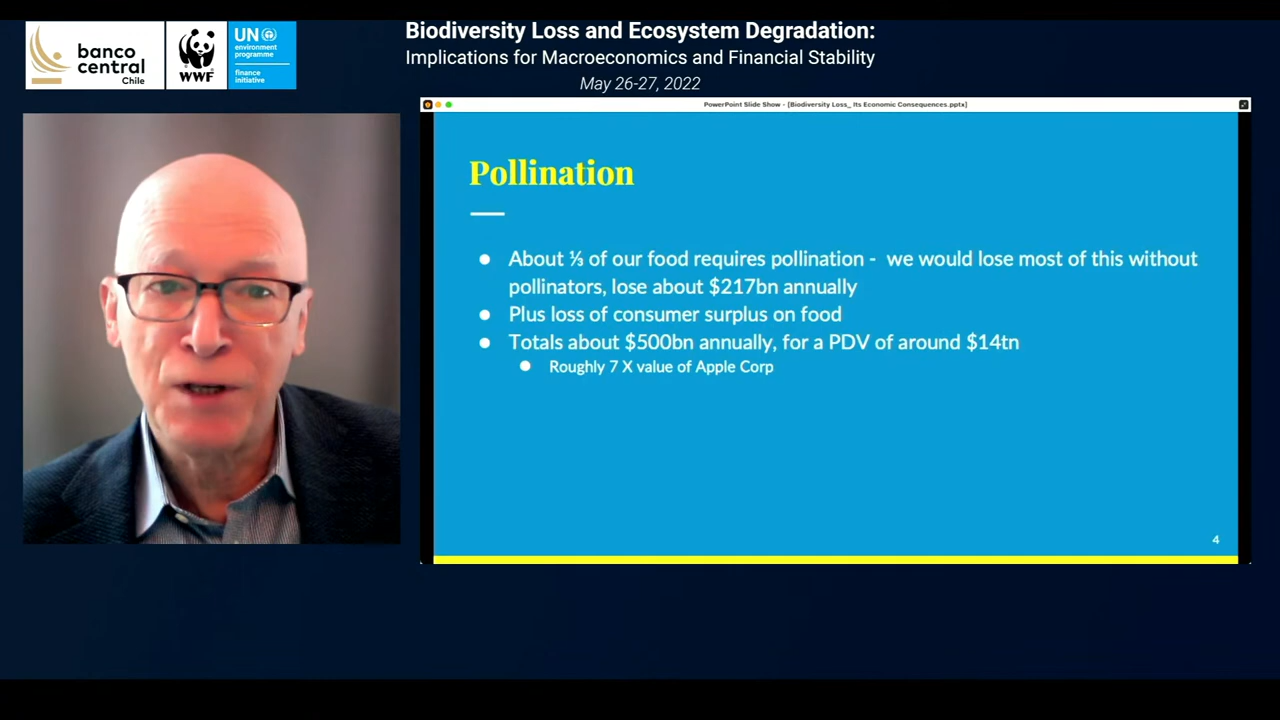 banco
central
Chile
WWF
UN
environment
programme
finance
initiative
Biodiversity Loss and Ecosystem Degradation:
Implications for Macroeconomics and Financial Stability
May 26-27, 2022
PowerPoint Slide Show - [Biodiversity Loss_ Its Economic Consequences.pptx]
Pollination
• About ⅓ of our food requires pollination - we would lose most of this without
pollinators, lose about $217bn annually
• Plus loss of consumer surplus on food
• Totals about $500bn annually, for a PDV of around $14tn
• Roughly 7 X value of Apple Corp
4